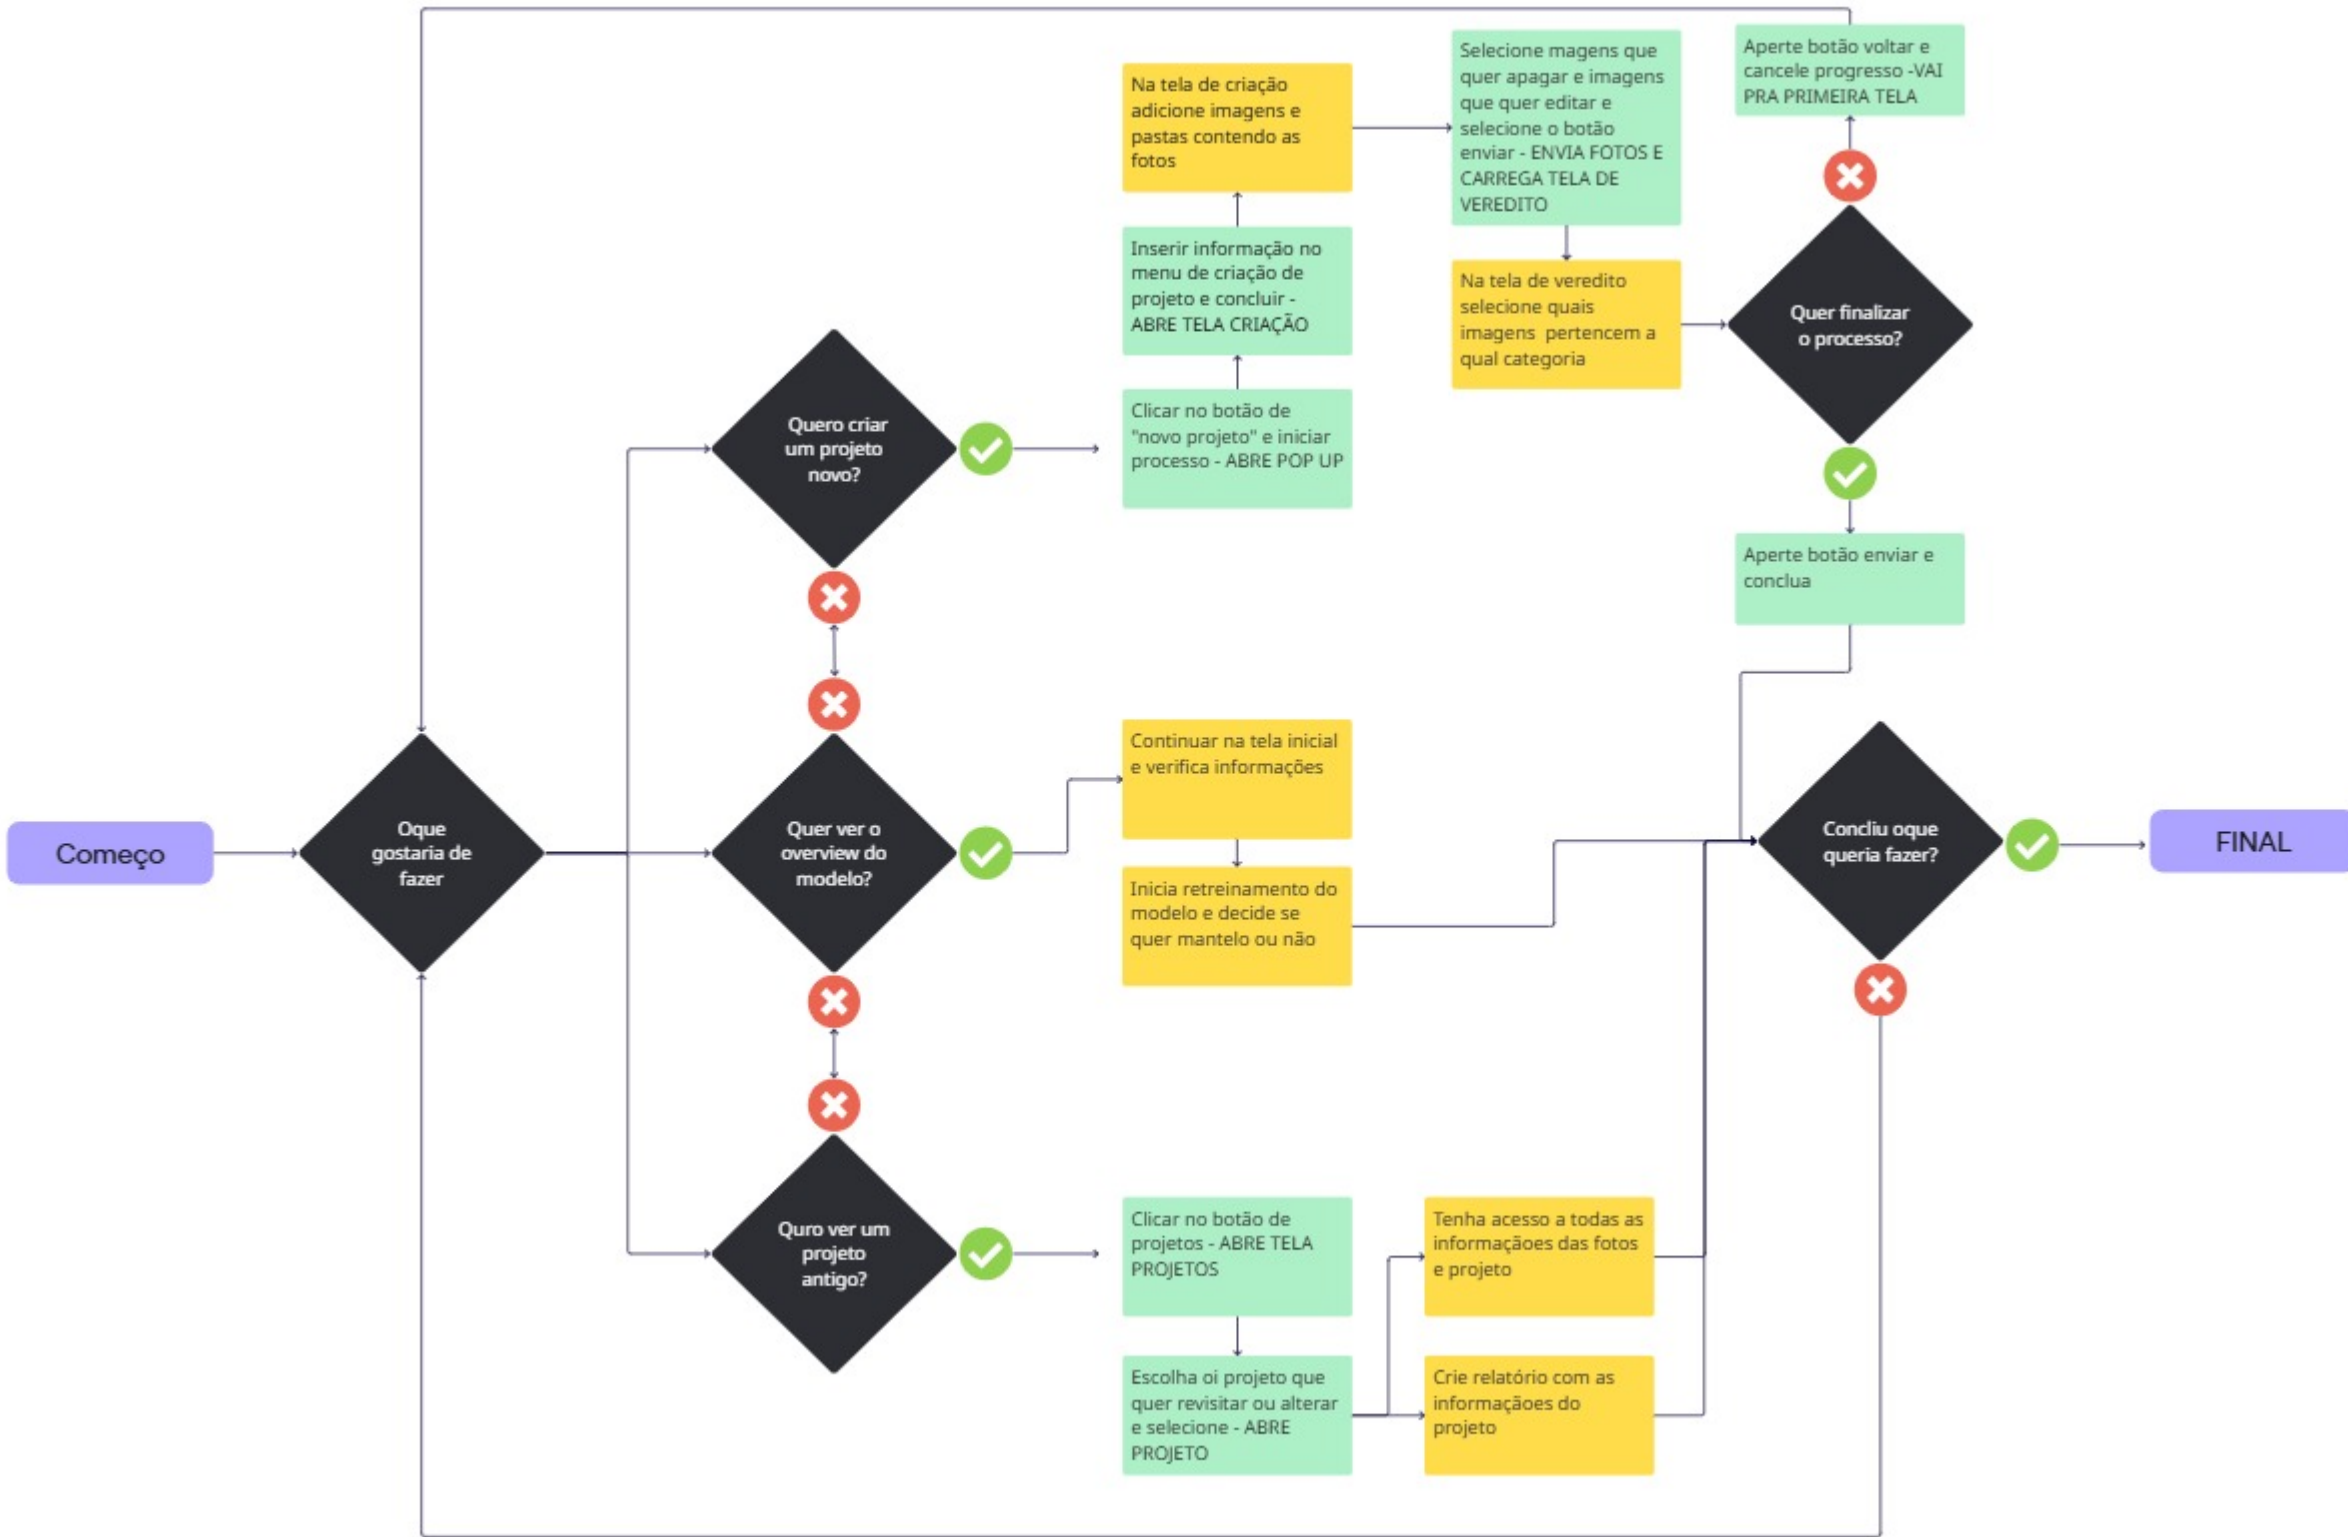 Aperte botão voltar e
cancele progresso -VAI
PRA PRIMEIRA TELA
Selecione magens que
quer apagar e imagens
que quer editar e
selecione o botão
enviar - ENVIA FOTOS E
CARREGA TELA DE
VEREDITO
Na tela de criação
adicione imagens e
pastas contendo as
fotos
Inserir informação no
menu de criação de
projeto e concluir -
ABRE TELA CRIAÇÃO
Na tela de veredito
selecione quais
imagens pertencem a
qual categoria
Quer finalizar
o processo?
Quero criar
um projeto
novo?
Clicar no botão de
"novo projeto" e iniciar
processo - ABRE POP UP
Aperte botão enviar e
conclua
Começo
Oque
gostaria de
fazer
Quer ver o
overview do
modelo?
Continuar na tela inicial
e verifica informações
Inicia retreinamento do
modelo e decide se
quer mantelo ou não
Concliu oque
queria fazer?
FINAL
Quro ver um
projeto
antigo?
Clicar no botão de
projetos - ABRE TELA
PROJETOS
Tenha acesso a todas as
informaçãoes das fotos
e projeto
Escolha oi projeto que
quer revisitar ou alterar
e selecione - ABRE
PROJETO
Crie relatório com as
informaçãoes do
projeto